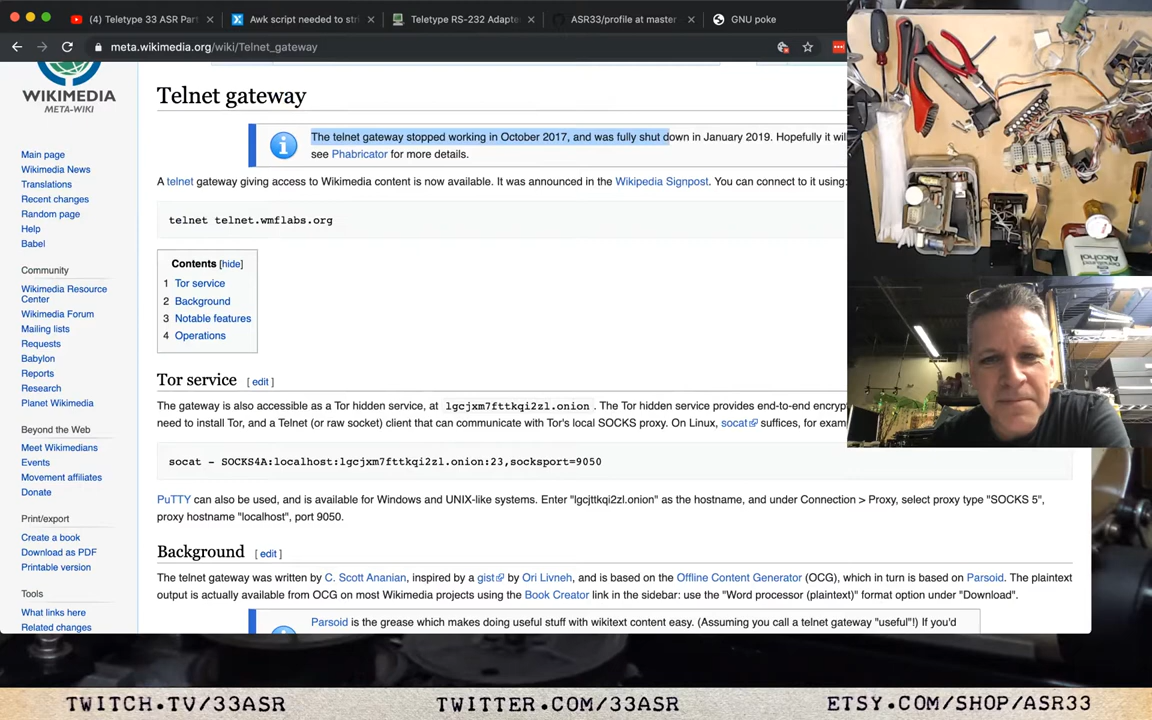 (4) Teletype 33 ASR Par
Awk script needed to stri
Teletype RS-232 Adapte
ASR33/profile at master
GNU poke
meta.wikimedia.org/wiki/Telnet_gateway
WIKIMEDIA
META-WIKI
Main page
Wikimedia News
Translations
Recent changes
Random page
Help
Babel
Community
Wikimedia Resource
Center
Wikimedia Forum
Mailing lists
Requests
Babylon
Reports
Research
Planet Wikimedia
Beyond the Web
Meet Wikimedians
Events
Movement affiliates
Donate
Print/export
Create a book
Download as PDF
Printable version
Tools
What links here
Related changes
Telnet gateway
The telnet gateway stopped working in October 2017, and was fully shut down in January 2019. Hopefully it wil
see Phabricator for more details.
A telnet gateway giving access to Wikimedia content is now available. It was announced in the Wikipedia Signpost. You can connect to it using:
telnet telnet.wmflabs.org
Contents [hide]
1 Tor service
2 Background
3 Notable features
4 Operations
Tor service [ edit ]
The gateway is also accessible as a Tor hidden service, at lgcjxm7fttkqi2zl.onion . The Tor hidden service provides end-to-end encryp
need to install Tor, and a Telnet (or raw socket) client that can communicate with Tor's local SOCKS proxy. On Linux, socat suffices, for exam
socat - SOCKS4A:localhost:lgcjxm7fttkqi2zl.onion:23,socksport=9050
PuTTY can also be used, and is available for Windows and UNIX-like systems. Enter "lgcjttkqi2zl.onion" as the hostname, and under Connection > Proxy, select proxy type "SOCKS 5",
proxy hostname "localhost", port 9050.
Background [ edit ]
The telnet gateway was written by C. Scott Ananian, inspired by a gist by Ori Livneh, and is based on the Offline Content Generator (OCG), which in turn is based on Parsoid. The plaintext
output is actually available from OCG on most Wikimedia projects using the Book Creator link in the sidebar: use the "Word processor (plaintext)" format option under "Download".
Parsoid is the grease which makes doing useful stuff with wikitext content easy. (Assuming you call a telnet gateway "useful"!) If you'd
Alcohol
TWITCH.TV/33ASR
TWITTER.COM/33ASR
ETSY.COM/SHOP/ASR33